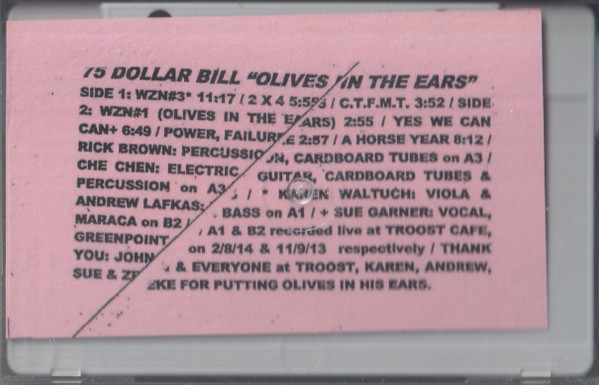 75 DOLLAR BILL “OLIVES IN THE EARS”
SIDE 1: WZN#3* 11:17 / 2 X 4 5:55 / C.T.F.M.T. 3:52 / SIDE
2: WZN#1 (OLIVES IN THE EARS) 2:55 / YES WE CAN
CAN+ 6:49 / POWER, FAILURE 2:57 / A HORSE YEAR 8:12 /
RICK BROWN: PERCUSSION, CARDBOARD TUBES on A3 /
CHE CHEN: ELECTRIC GUITAR, CARDBOARD TUBES &
PERCUSSION on A3 / * KAREN WALTUCH: VIOLA &
ANDREW LAFKAS: BASS on A1 / + SUE GARNER: VOCAL,
MARACA on B2 / A1 & B2 recorded live at TROOST CAFE,
GREENPOINT on 2/8/14 & 11/9/13 respectively / THANK
YOU: JOHN & EVERYONE at TROOST, KAREN, ANDREW,
SUE & ZEKE FOR PUTTING OLIVES IN HIS EARS.